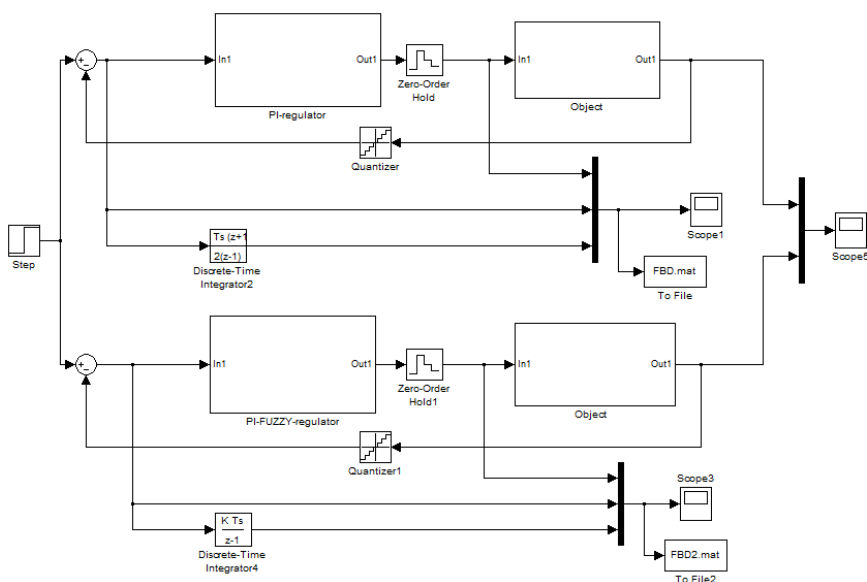 In1
Out1
PI-regulator
Zero-Order
Hold
In1
Out1
Object
Quantizer
Step
Ts (z+1
2(z-1)
Discrete-Time
Integrator2
Scope1
FBD.mat
To File
Scope5
In1
Out1
PI-FUZZY-regulator
Zero-Order
Hold1
In1
Out1
Object
Quantizer1
K Ts
z-1
Discrete-Time
Integrator4
Scope3
FBD2.mat
To File2